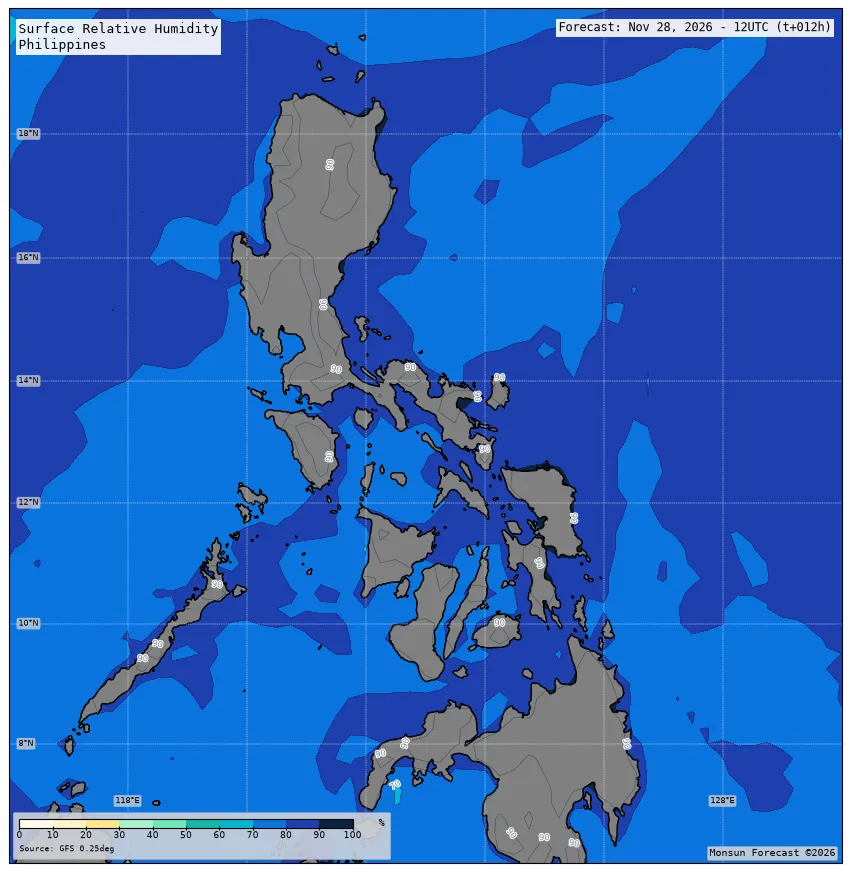 Surface Relative Humidity
Philippines
Forecast: Nov 28, 2026 - 12UTC (t+012h)
18°N
90
16°N
90
90
90
14°N
90
90
90
90
12°N
90
90
90
10°N
90
90
90
8°N
90
90
90
70
118°E
128°E
90
90
90
0 10 20 30 40 50 60 70 80 90 100 %
Source: GFS 0.25deg
Monsun Forecast ©2026